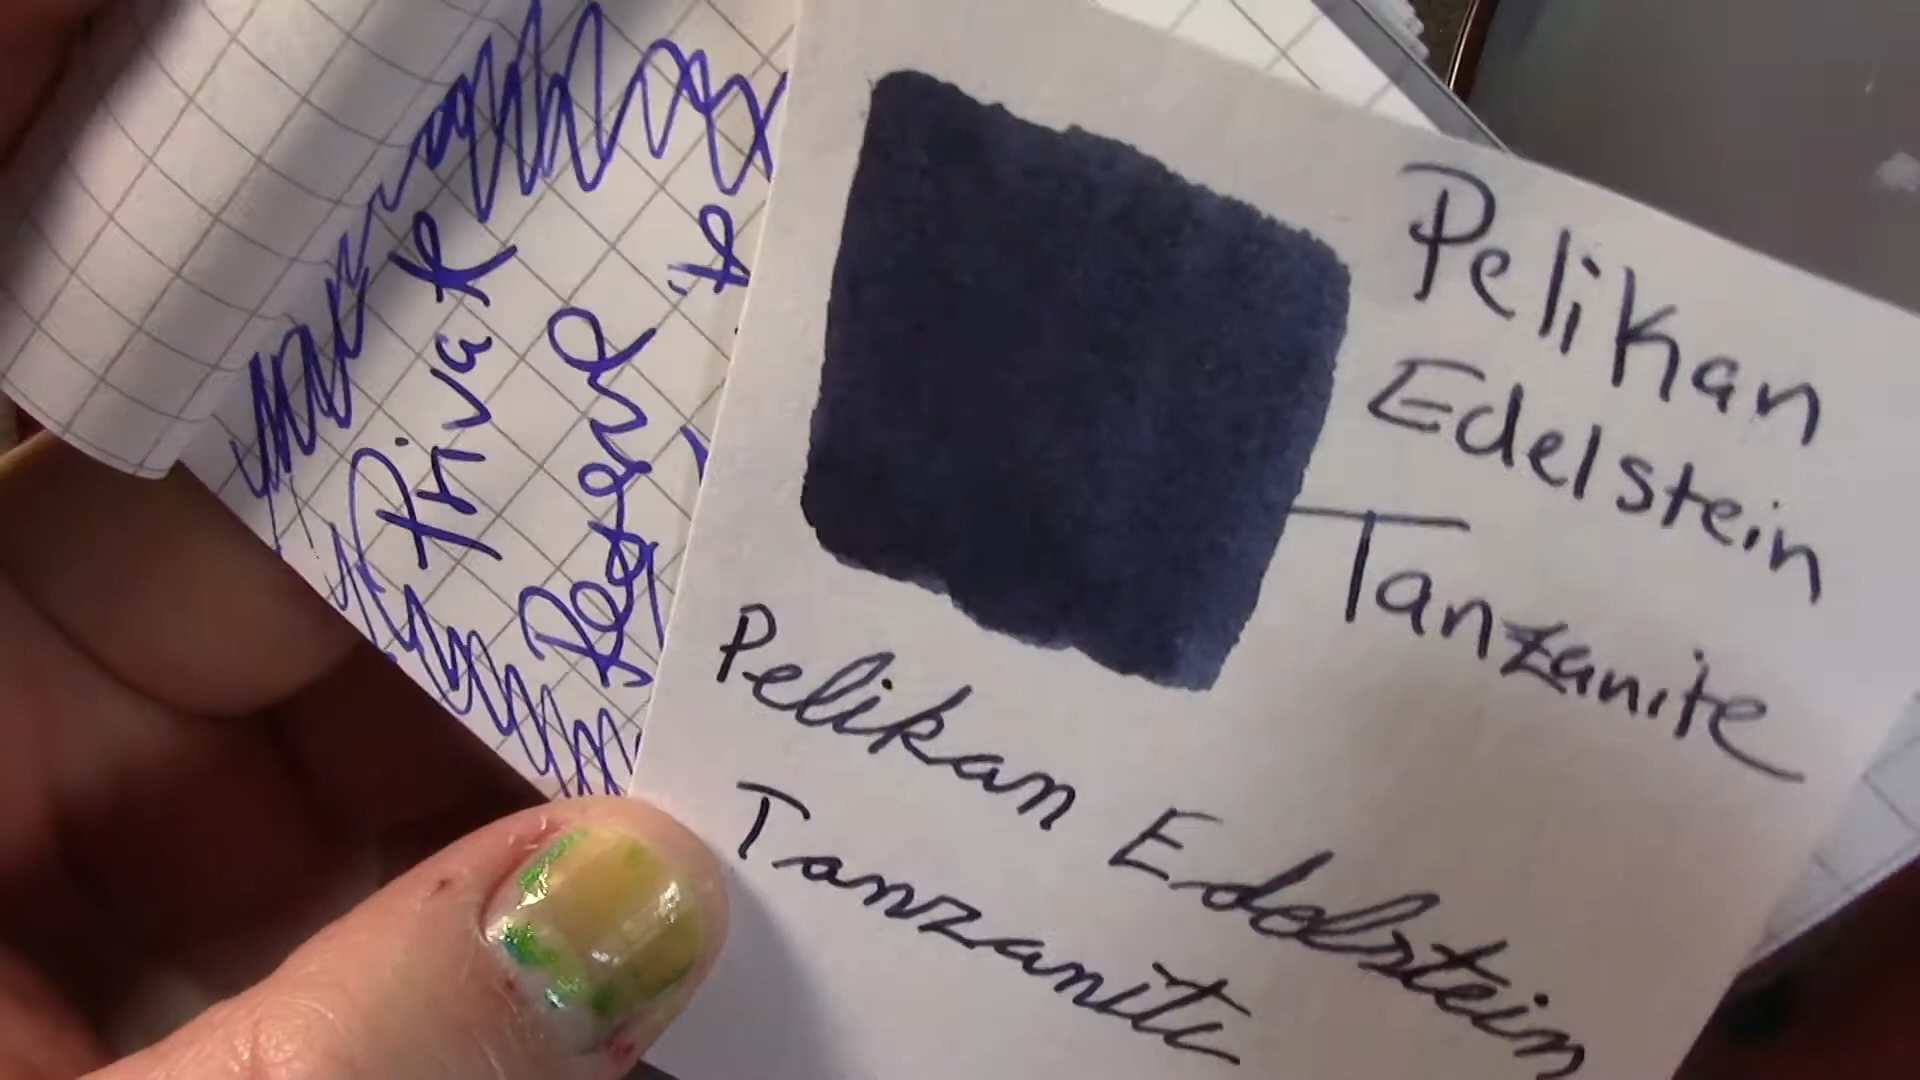 Pelikan
Edelstein
Tanzanite
Pelikan Edelstein
Tanzanite
Privat